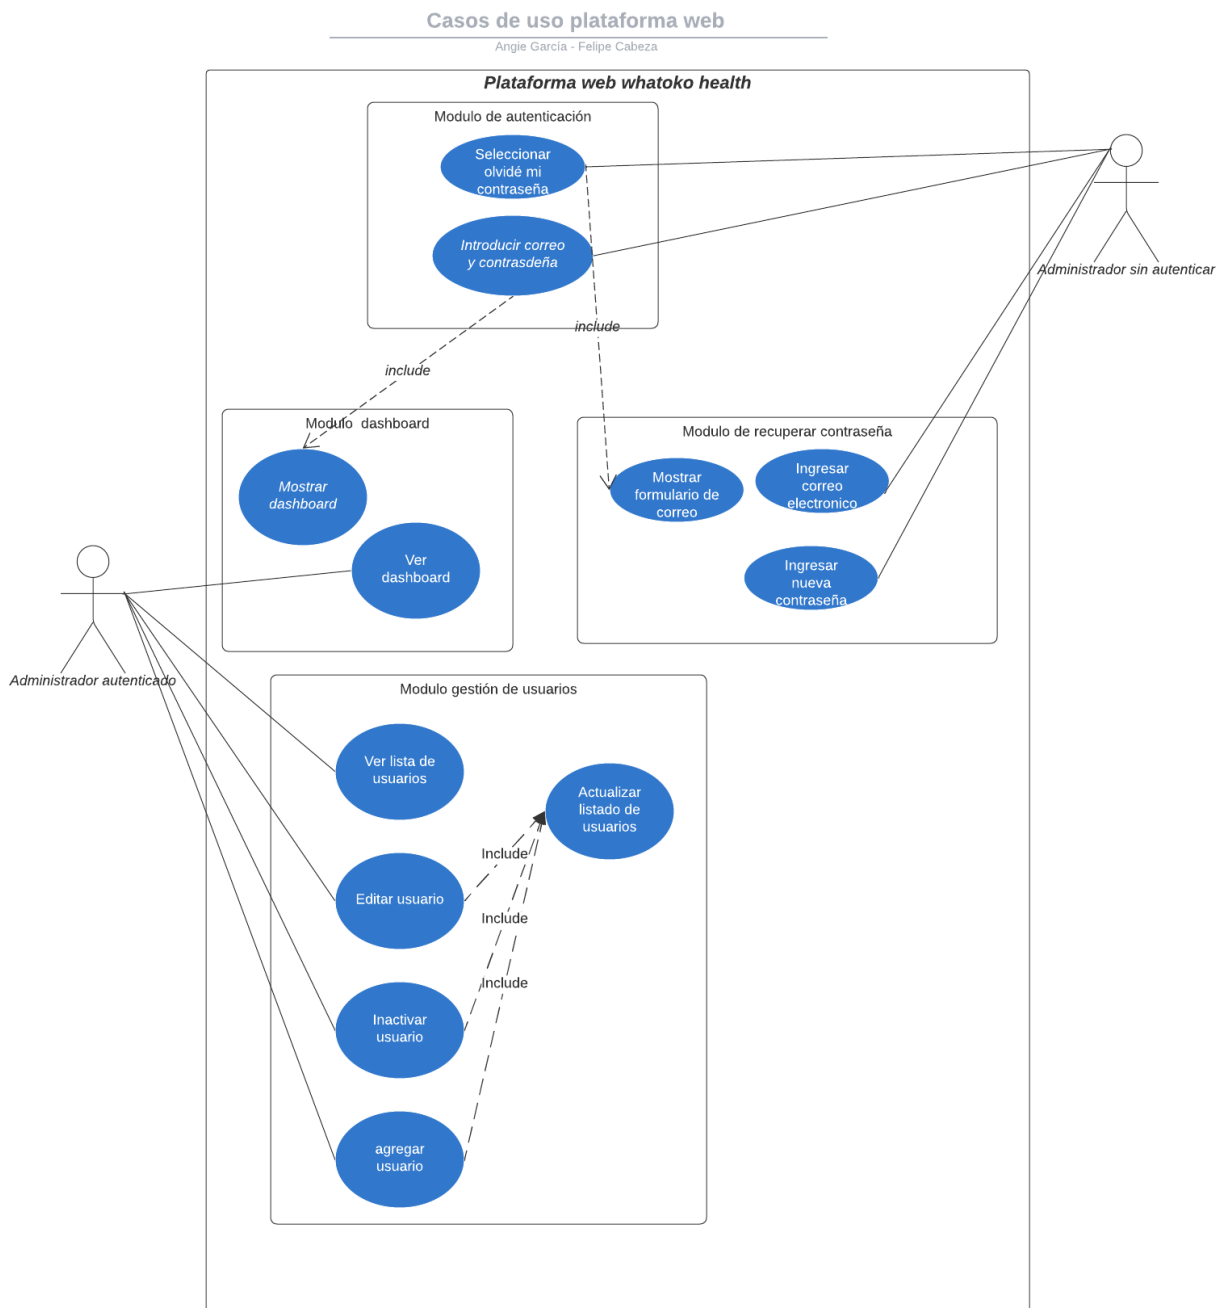 Casos de uso plataforma web
Angie García - Felipe Cabeza
Plataforma web whatoko health
Modulo de autenticación
Seleccionar
olvidé mi
contraseña
Introducir correo
y contrasdeña
Administrador sin autenticar
include
include
Modulo  dashboard
Mostrar
dashboard
Ver
dashboard
Modulo de recuperar contraseña
Mostrar
formulario de
correo
Ingresar
correo
electronico
Ingresar
nueva
contraseña
Administrador autenticado
Modulo gestión de usuarios
Ver lista de
usuarios
Actualizar
listado de
usuarios
Include
Editar usuario
Include
Include
Inactivar
usuario
agregar
usuario